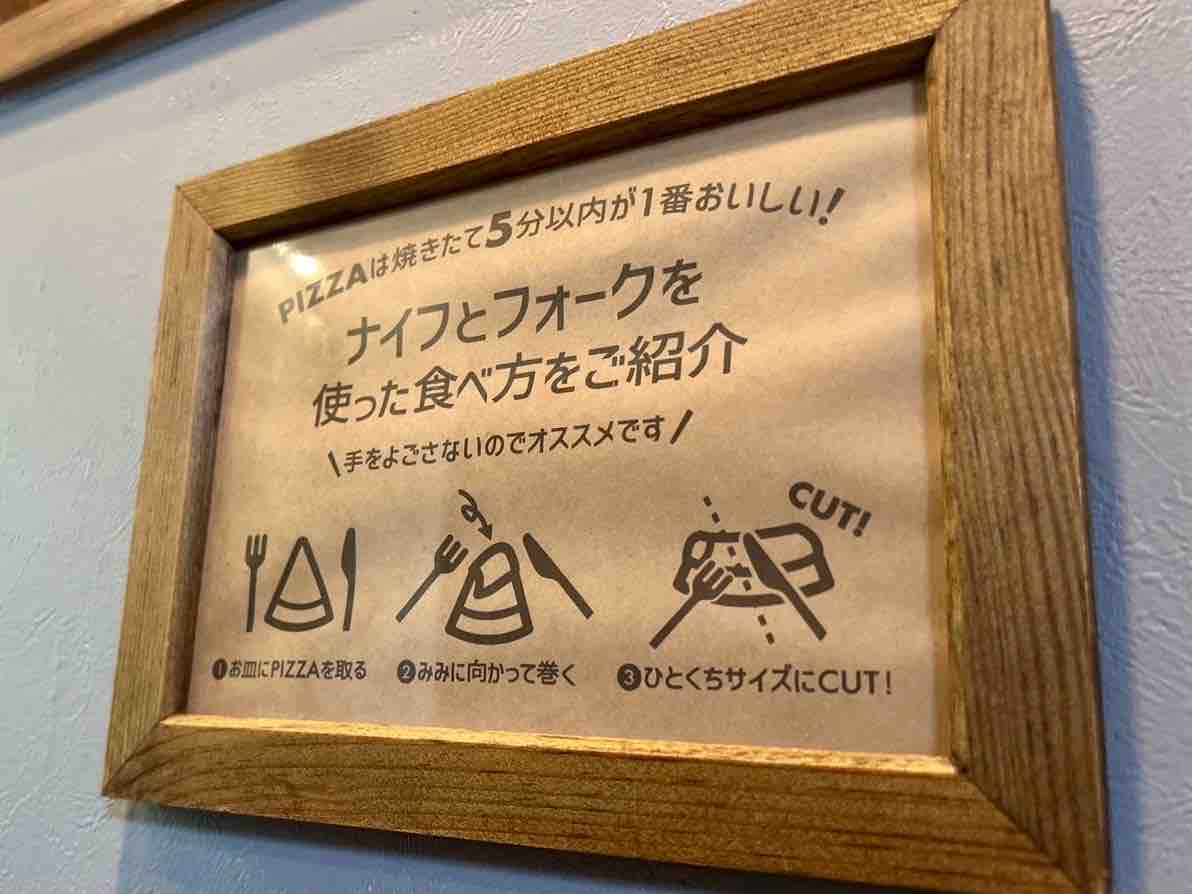 PIZZAは焼きたて5分以内が1番おいしい!
ナイフとフォークを
使った食べ方をご紹介
\手をよごさないのでオススメです/
CUT!
❶お皿にPIZZAを取る
❷みみに向かって巻く
❸ひとくちサイズにCUT!